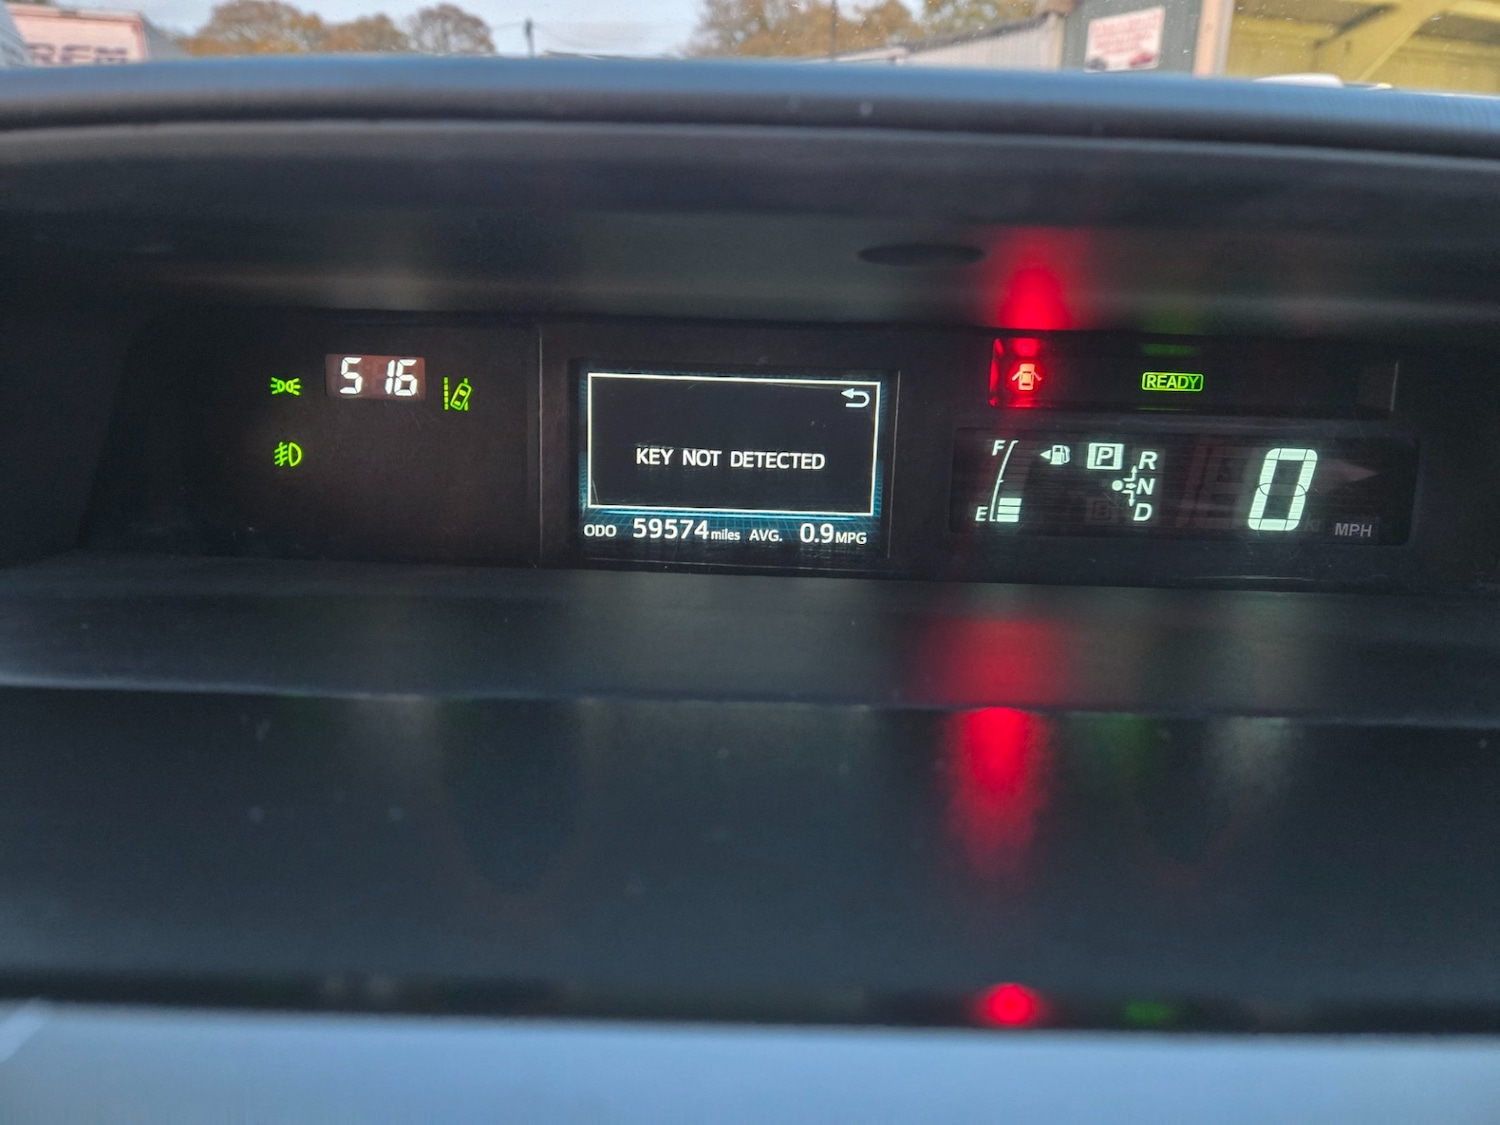 5 16
KEY NOT DETECTED
ODO 59574 miles AVG. 0.9 MPG
READY
F
E
P
R
N
D
0
MPH